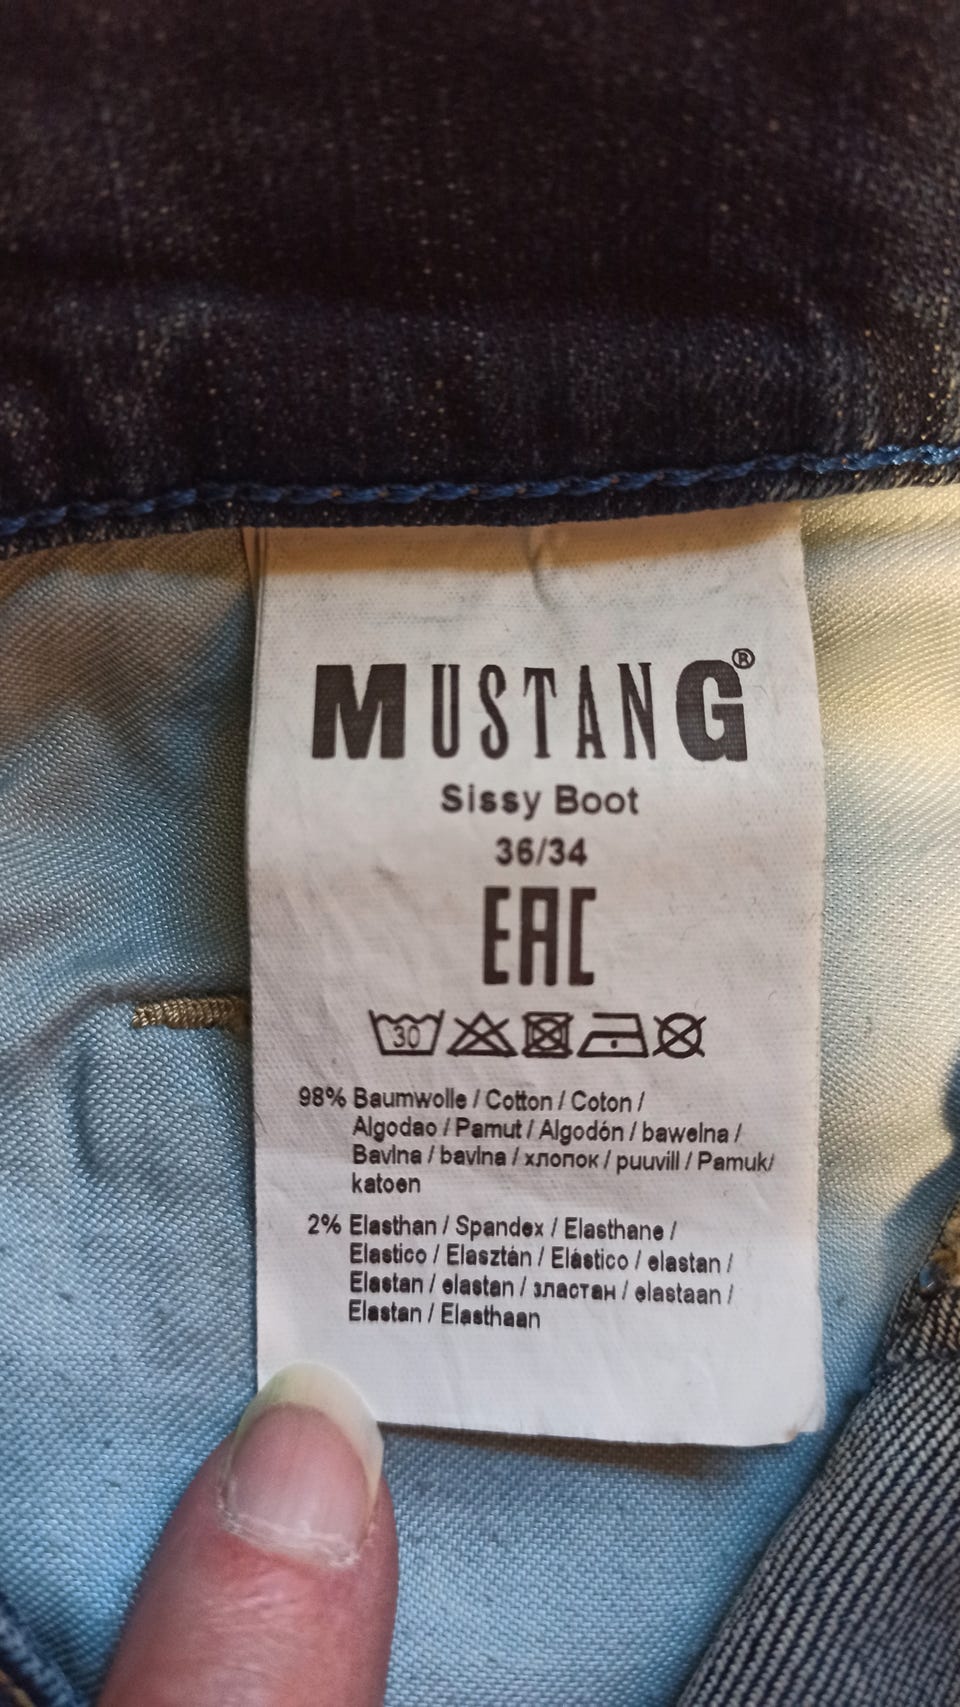 MUSTANG®
Sissy Boot
36/34
EAC
30
98% Baumwolle / Cotton / Coton /
Algodao / Pamut / Algodón / bawełna /
Bavlna / bavlna / хлопок / puuvill / Pamuk/
katoen
2% Elasthan / Spandex / Elasthane /
Elastico / Elasztán / Elástico / elastan /
Elastan / elastan / эластан / elastaan /
Elastan / Elasthaan